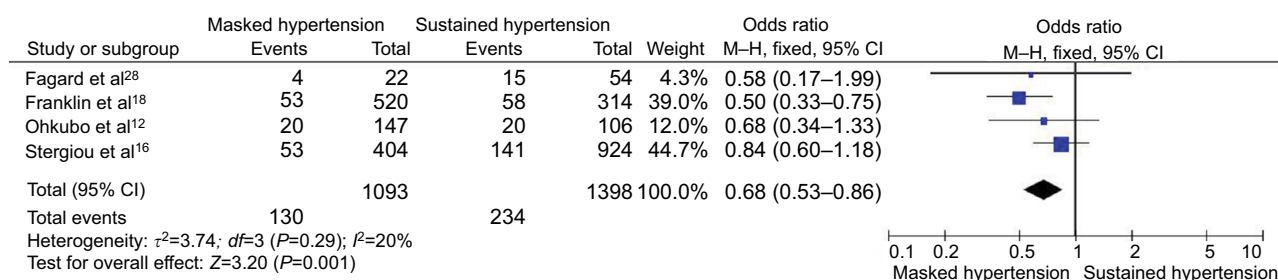 Masked hypertension Sustained hypertension Odds ratio Odds ratio
Study or subgroup Events Total Events Total Weight M–H, fixed, 95% CI M–H, fixed, 95% CI
Fagard et al28 4 22 15 54 4.3% 0.58 (0.17–1.99)
Franklin et al18 53 520 58 314 39.0% 0.50 (0.33–0.75)
Ohkubo et al12 20 147 20 106 12.0% 0.68 (0.34–1.33)
Stergiou et al16 53 404 141 924 44.7% 0.84 (0.60–1.18)
Total (95% CI) 1093 1398 100.0% 0.68 (0.53–0.86)
Total events 130 234
Heterogeneity: τ2=3.74; df=3 (P=0.29); I2=20%
Test for overall effect: Z=3.20 (P=0.001)
0.1 0.2 0.5 1 2 5 10
Masked hypertension Sustained hypertension